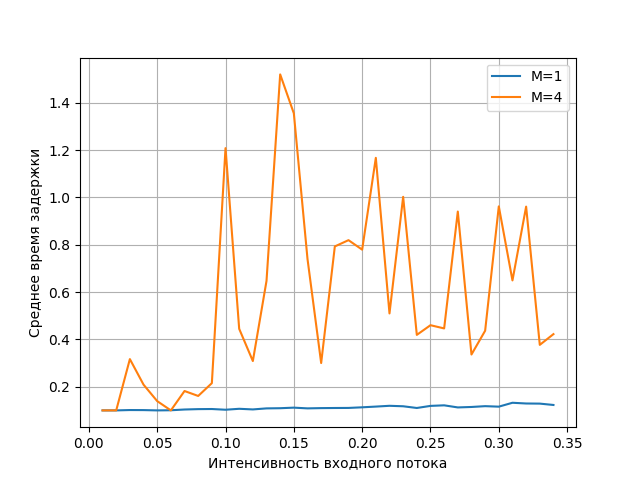 M=1
M=4
Среднее время задержки
1.4
1.2
1.0
0.8
0.6
0.4
0.2
0.00 0.05 0.10 0.15 0.20 0.25 0.30 0.35
Интенсивность входного потока